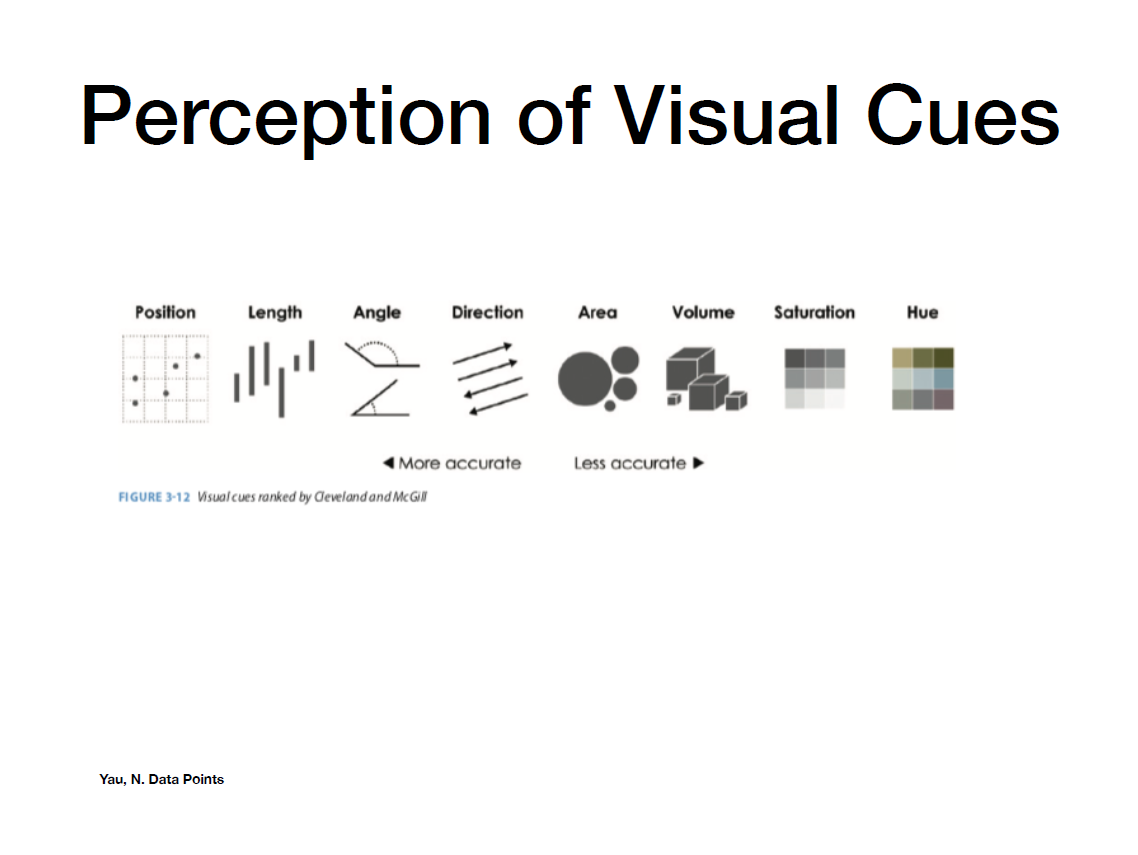 Perception of Visual Cues
Position Length Angle Direction Area Volume Saturation Hue
◀ More accurate Less accurate ▶
FIGURE 3-12 Visual cues ranked by Cleveland and McGill
Yau, N. Data Points